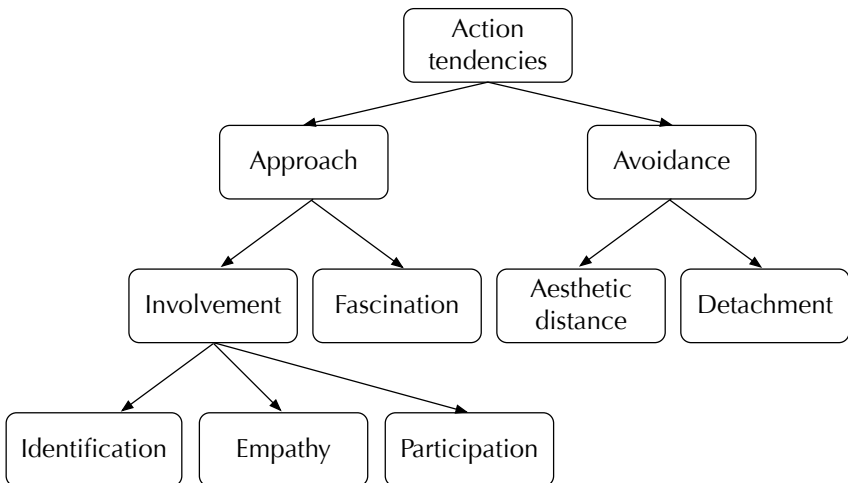 Action
tendencies
Approach
Avoidance
Involvement
Fascination
Aesthetic
distance
Detachment
Identification
Empathy
Participation